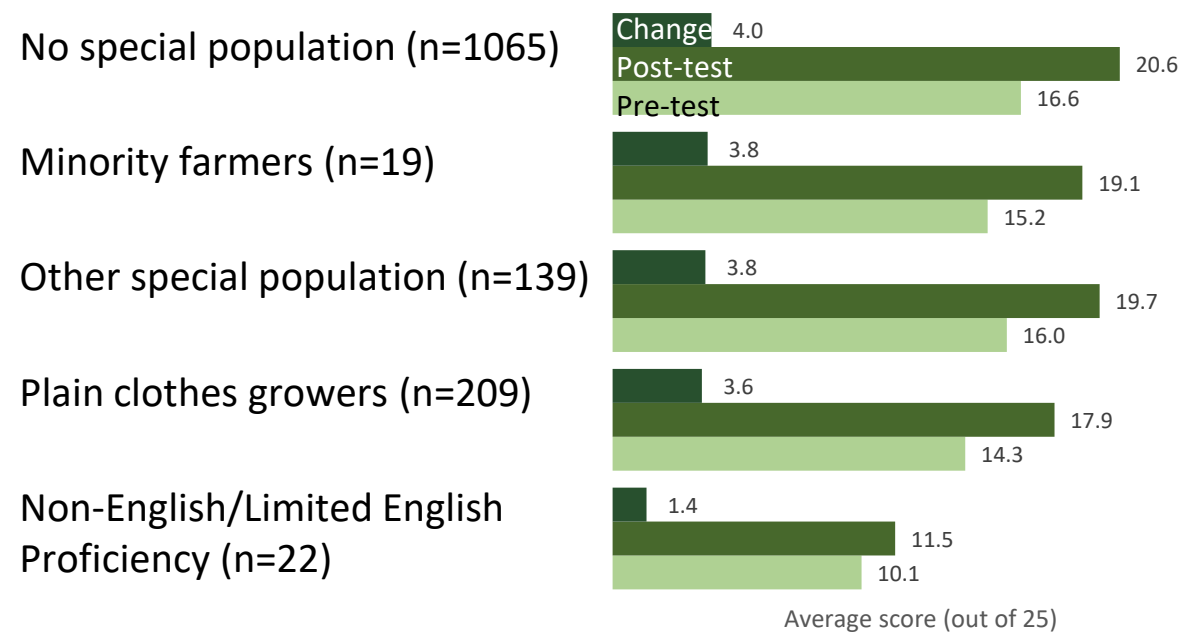 No special population (n=1065)
Change 4.0
Post-test 20.6
Pre-test 16.6
Minority farmers (n=19)
3.8
19.1
15.2
Other special population (n=139)
3.8
19.7
16.0
Plain clothes growers (n=209)
3.6
17.9
14.3
Non-English/Limited English
Proficiency (n=22)
1.4
11.5
10.1
Average score (out of 25)